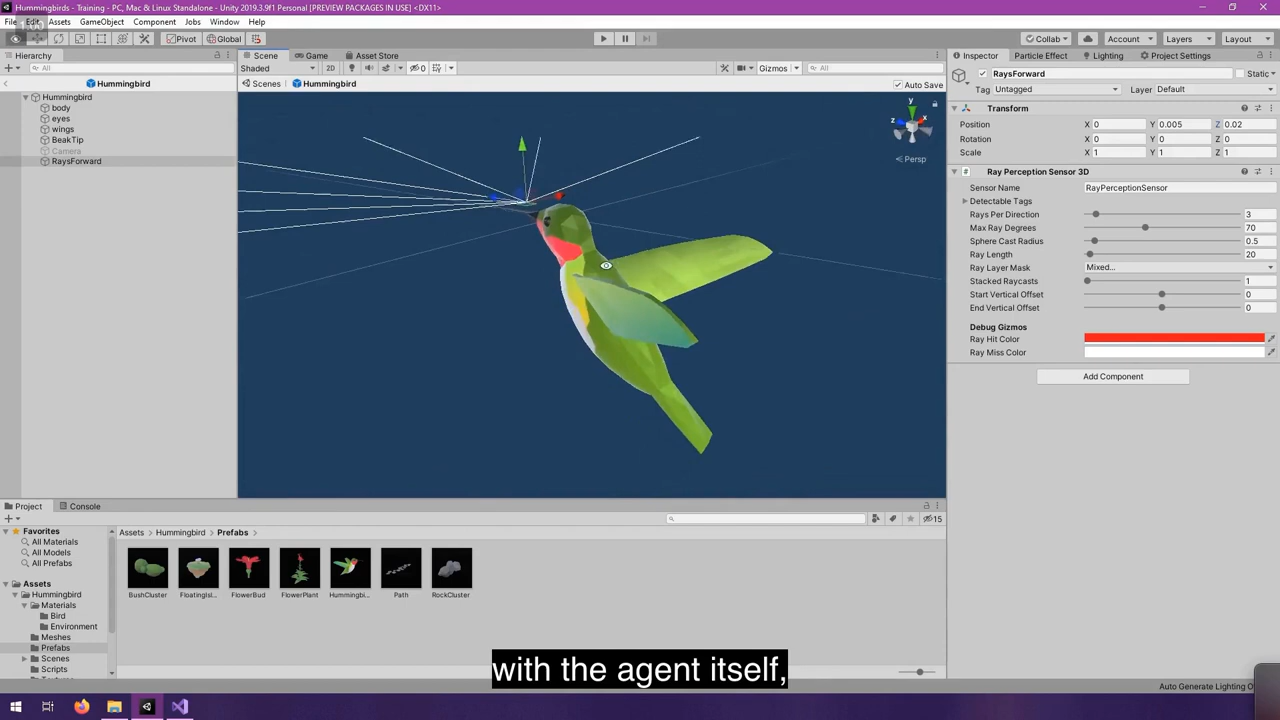 Hummingbirds - Training - PC, Mac & Linux Standalone - Unity 2019.3.9f1 Personal [PREVIEW PACKAGES IN USE] <DX11>
File Edit Assets GameObject Component Jobs Window Help
Pivot Global Collab Account Layers Layout
Hierarchy
All
Hummingbird
Hummingbird
body
eyes
wings
BeakTip
Camera
RaysForward
Scene Game Asset Store
Shaded 2D 0 Gizmos All
Scenes Hummingbird Auto Save
y
x
z
Persp
Inspector Particle Effect Lighting Project Settings
RaysForward Static
Tag Untagged Layer Default
Transform
Position X 0 Y 0.005 Z 0.02
Rotation X 0 Y 0 Z 0
Scale X 1 Y 1 Z 1
Ray Perception Sensor 3D
Sensor Name RayPerceptionSensor
Detectable Tags
Rays Per Direction 3
Max Ray Degrees 70
Sphere Cast Radius 0.5
Ray Length 20
Ray Layer Mask Mixed...
Stacked Raycasts 1
Start Vertical Offset 0
End Vertical Offset 0
Debug Gizmos
Ray Hit Color
Ray Miss Color
Add Component
Project Console
15
Favorites
All Materials
All Models
All Prefabs
Assets
Hummingbird
Materials
Bird
Environment
Meshes
Prefabs
Scenes
Scripts
Assets Hummingbird Prefabs
BushCluster FloatingIsl... FlowerBud FlowerPlant Hummingbi... Path RockCluster
with the agent itself,
Auto Generate Lighting O